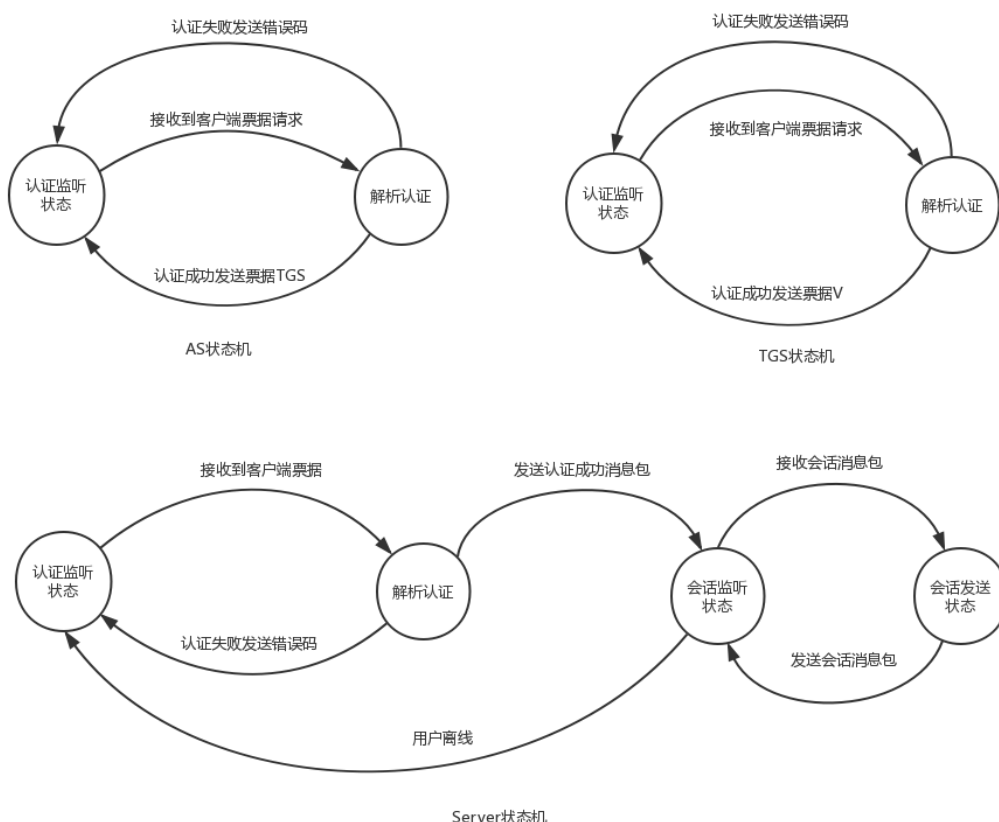 认证失败发送错误码
接收到客户端票据请求
认证监听
状态
解析认证
认证成功发送票据TGS
AS状态机
认证失败发送错误码
接收到客户端票据请求
认证监听
状态
解析认证
认证成功发送票据V
TGS状态机
接收到客户端票据
发送认证成功消息包
接收会话消息包
认证监听
状态
解析认证
会话监听
状态
会话发送
状态
认证失败发送错误码
发送会话消息包
用户离线
Server状态机